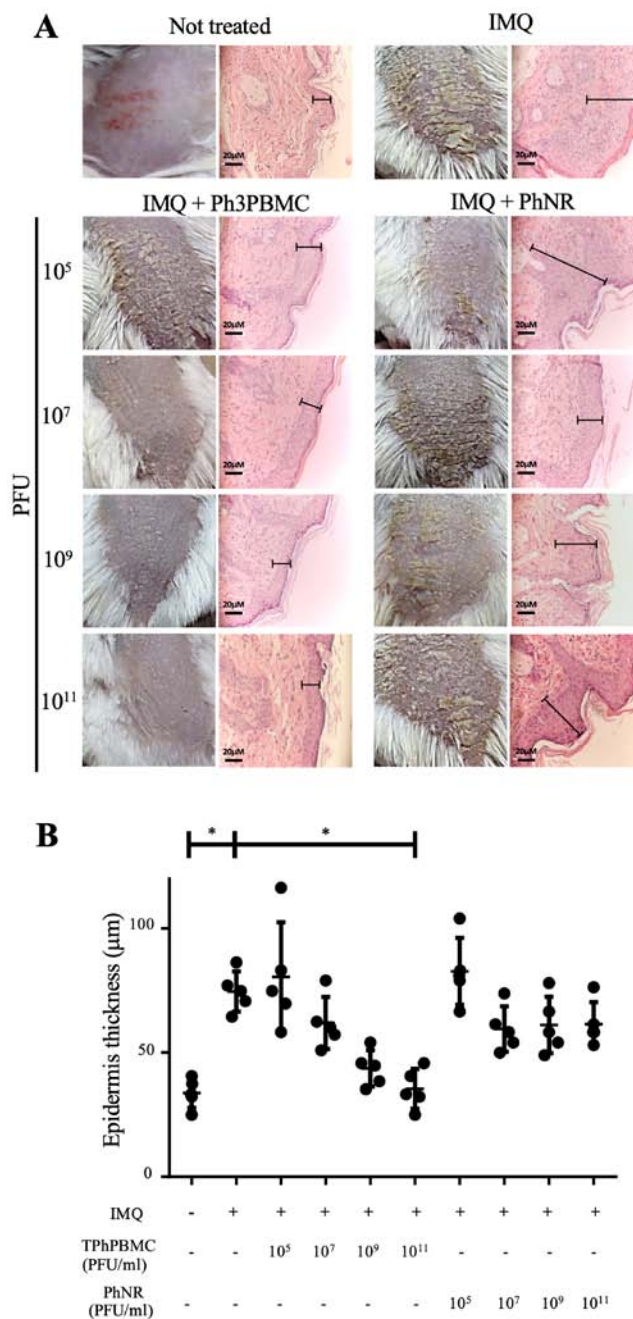 A
Not treated
IMQ
20µM
20µM
IMQ + Ph3PBMC
IMQ + PhNR
10⁵
20µM
20µM
10⁷
20µM
20µM
PFU
10⁹
20µM
20µM
10¹¹
20µM
20µM
B
* *
Epidermis thickness (µm)
100
50
0
IMQ - + + + + + + + + +
TPhPBMC
(PFU/ml) - - 10⁵ 10⁷ 10⁹ 10¹¹ - - - -
PhNR
(PFU/ml) - - - - - - 10⁵ 10⁷ 10⁹ 10¹¹